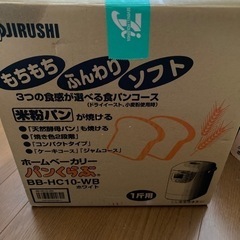 OJIRUSHI
もちもち
ふんわり
ソフト
3つの食感が選べる食パンコース
(ドライイースト、小麦粉使用時)
米粉パンが焼ける
●「天然酵母パン」も焼ける
●「焼き色2段階」
●「コンパクトタイプ」
●「ケーキコース」「ジャムコース」
ホームベーカリー
パンくらぶ
BB-HC10-WB
ホワイト
1斤用